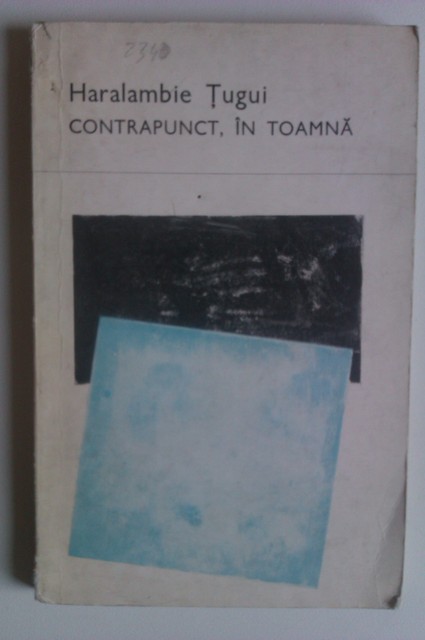 Haralambie Țugui
CONTRAPUNCT, ÎN TOAMNĂ